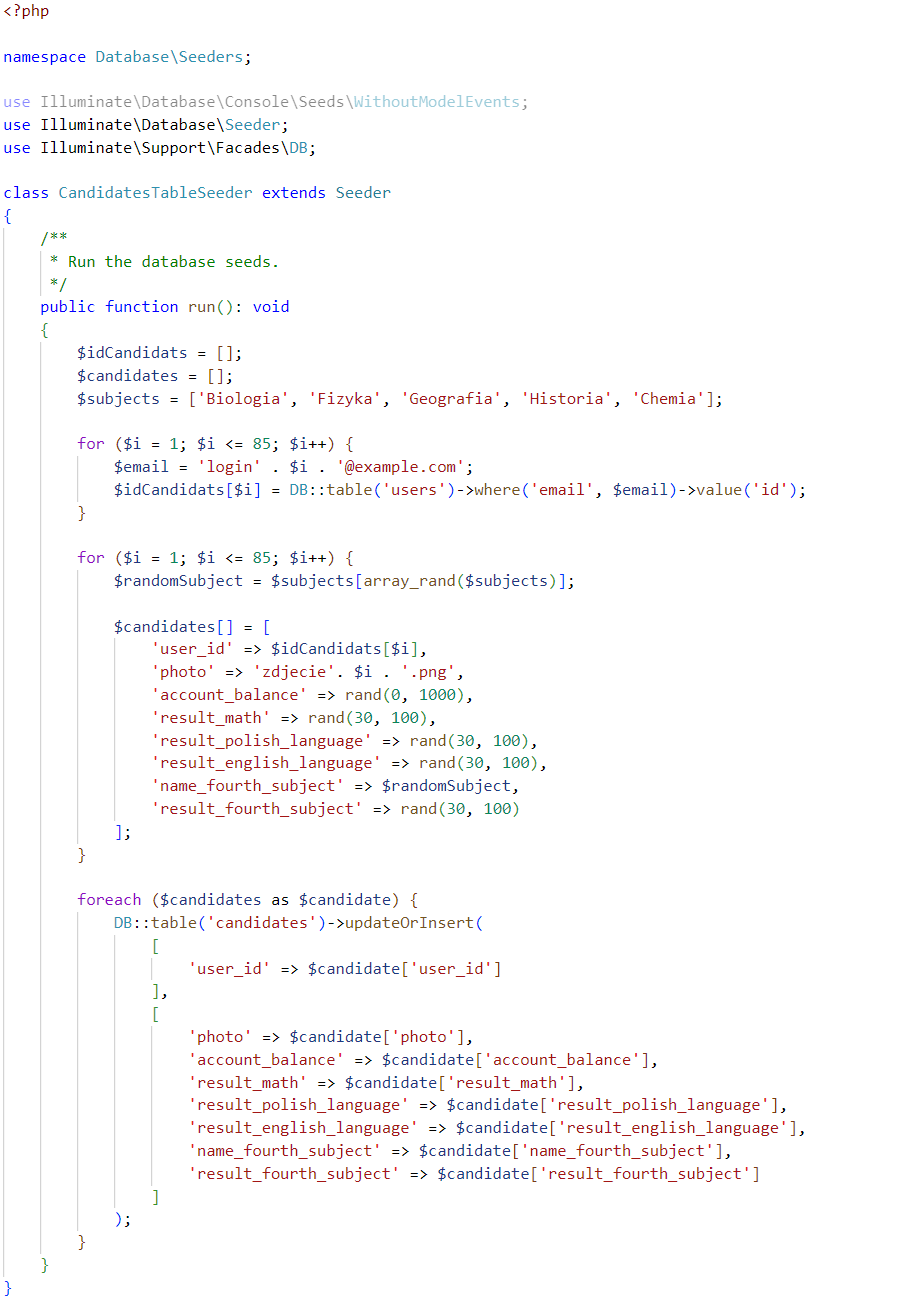 <?php

namespace Database\Seeders;

use Illuminate\Database\Console\Seeds\WithoutModelEvents;
use Illuminate\Database\Seeder;
use Illuminate\Support\Facades\DB;

class CandidatesTableSeeder extends Seeder
{
    /**
     * Run the database seeds.
     */
    public function run(): void
    {
        $idCandidats = [];
        $candidates = [];
        $subjects = ['Biologia', 'Fizyka', 'Geografia', 'Historia', 'Chemia'];

        for ($i = 1; $i <= 85; $i++) {
            $email = 'login' . $i . '@example.com';
            $idCandidats[$i] = DB::table('users')->where('email', $email)->value('id');
        }

        for ($i = 1; $i <= 85; $i++) {
            $randomSubject = $subjects[array_rand($subjects)];

            $candidates[] = [
                'user_id' => $idCandidats[$i],
                'photo' => 'zdjecie'. $i . '.png',
                'account_balance' => rand(0, 1000),
                'result_math' => rand(30, 100),
                'result_polish_language' => rand(30, 100),
                'result_english_language' => rand(30, 100),
                'name_fourth_subject' => $randomSubject,
                'result_fourth_subject' => rand(30, 100)
            ];
        }

        foreach ($candidates as $candidate) {
            DB::table('candidates')->updateOrInsert(
                [
                    'user_id' => $candidate['user_id']
                ],
                [
                    'photo' => $candidate['photo'],
                    'account_balance' => $candidate['account_balance'],
                    'result_math' => $candidate['result_math'],
                    'result_polish_language' => $candidate['result_polish_language'],
                    'result_english_language' => $candidate['result_english_language'],
                    'name_fourth_subject' => $candidate['name_fourth_subject'],
                    'result_fourth_subject' => $candidate['result_fourth_subject']
                ]
            );
        }
    }
}